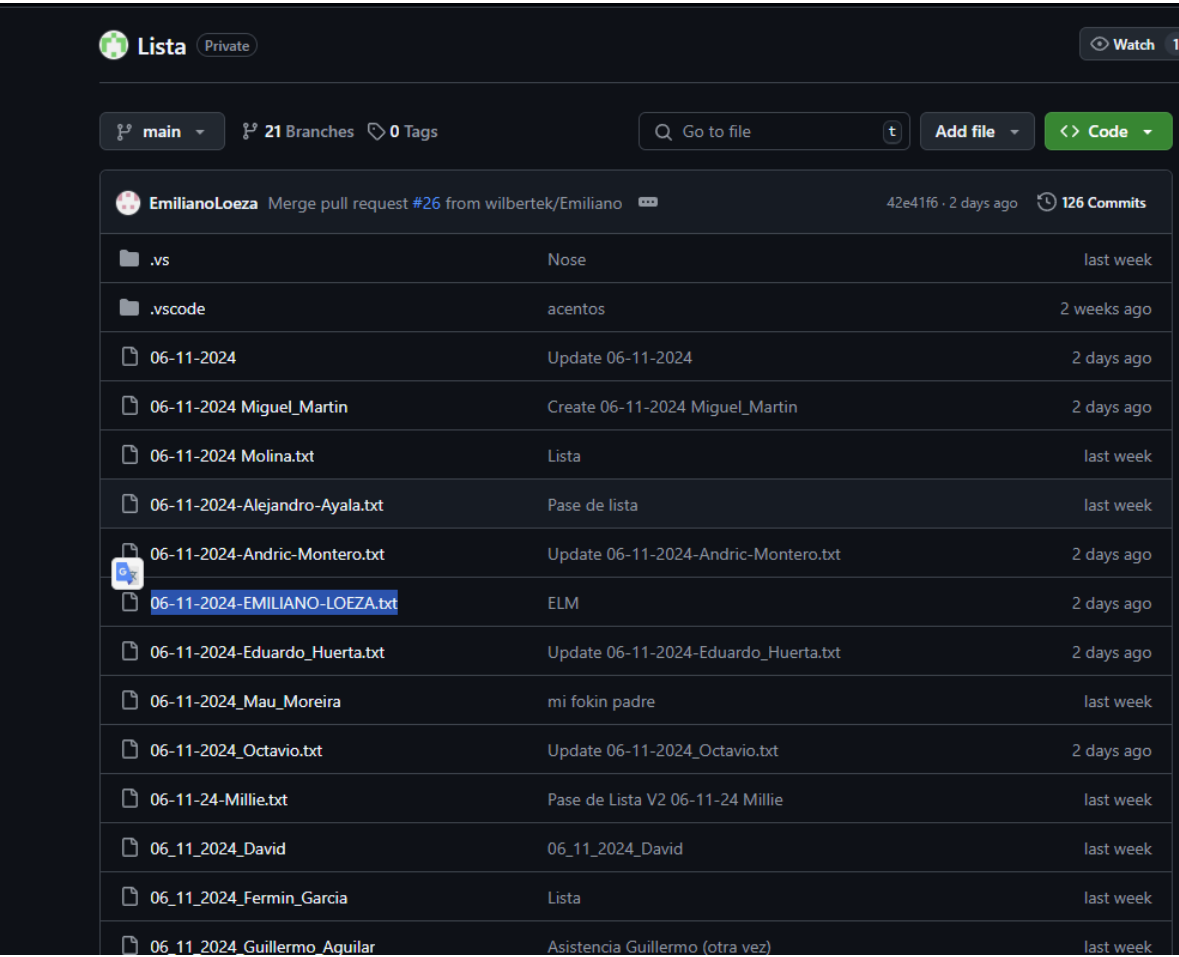 Lista Private Watch 1
main 21 Branches 0 Tags Go to file t Add file Code
EmilianoLoeza Merge pull request #26 from wilbertek/Emiliano 42e41f6 · 2 days ago 126 Commits
.vs Nose last week
.vscode acentos 2 weeks ago
06-11-2024 Update 06-11-2024 2 days ago
06-11-2024 Miguel_Martin Create 06-11-2024 Miguel_Martin 2 days ago
06-11-2024 Molina.txt Lista last week
06-11-2024-Alejandro-Ayala.txt Pase de lista last week
06-11-2024-Andric-Montero.txt Update 06-11-2024-Andric-Montero.txt 2 days ago
06-11-2024-EMILIANO-LOEZA.txt ELM 2 days ago
06-11-2024-Eduardo_Huerta.txt Update 06-11-2024-Eduardo_Huerta.txt 2 days ago
06-11-2024_Mau_Moreira mi fokin padre last week
06-11-2024_Octavio.txt Update 06-11-2024_Octavio.txt 2 days ago
06-11-24-Millie.txt Pase de Lista V2 06-11-24 Millie last week
06_11_2024_David 06_11_2024_David last week
06_11_2024_Fermin_Garcia Lista last week
06_11_2024_Guillermo_Aguilar Asistencia Guillermo (otra vez) last week